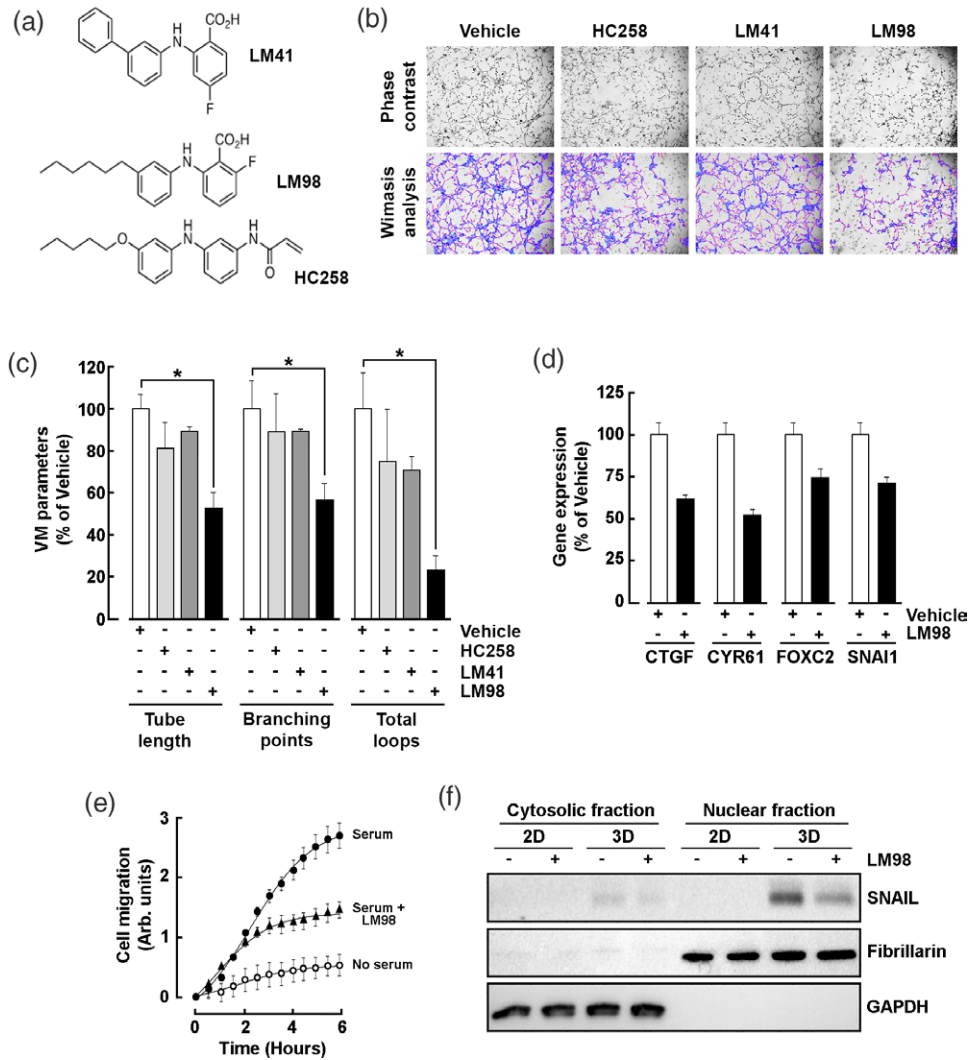 (a)
CO₂H
H
N
LM41
F
CO₂H
H
N
F
LM98
O
H
N
H
N
O
HC258
(b)
Vehicle HC258 LM41 LM98
Phase contrast
Wimasis analysis
(c)
VM parameters
(% of Vehicle)
120
100
80
60
40
20
0
* * *
+ - - - + - - - + - - - Vehicle
- + - - - + - - - + - - HC258
- - + - - - + - - - + - LM41
- - - + - - - + - - - + LM98
Tube length
Branching points
Total loops
(d)
Gene expression
(% of Vehicle)
125
100
75
50
25
0
+ - + - + - + - Vehicle
- + - + - + - + LM98
CTGF CYR61 FOXC2 SNAI1
(e)
Cell migration
(Arb. units)
3
2
1
0
Serum
Serum +
LM98
No serum
0 2 4 6
Time (Hours)
(f)
Cytosolic fraction Nuclear fraction
2D 3D 2D 3D
- + - + - + - + LM98
SNAIL
Fibrillarin
GAPDH